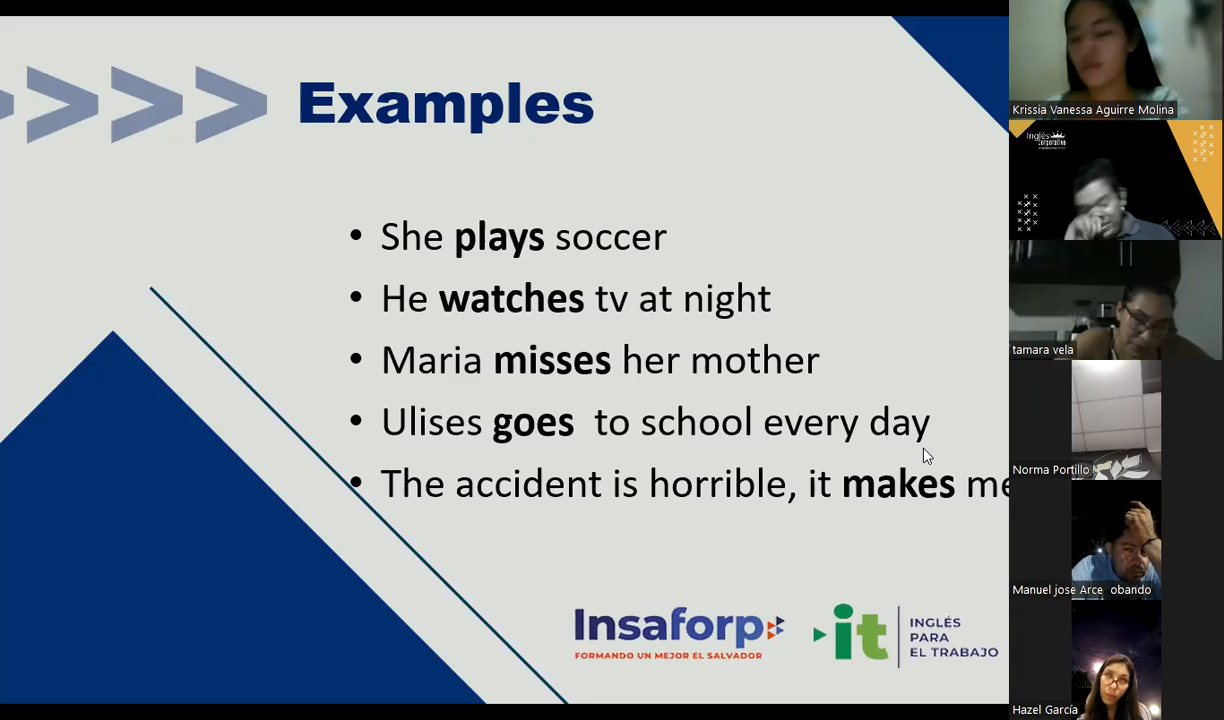 Examples
• She plays soccer
• He watches tv at night
• Maria misses her mother
• Ulises goes  to school every day
• The accident is horrible, it makes me
Insaforp
FORMANDO UN MEJOR EL SALVADOR
it
INGLÉS
PARA
EL TRABAJO
Krissia Vanessa Aguirre Molina
Inglés
Corporativo
tamara vela
Norma Portillo
Manuel jose Arce obando
Hazel García